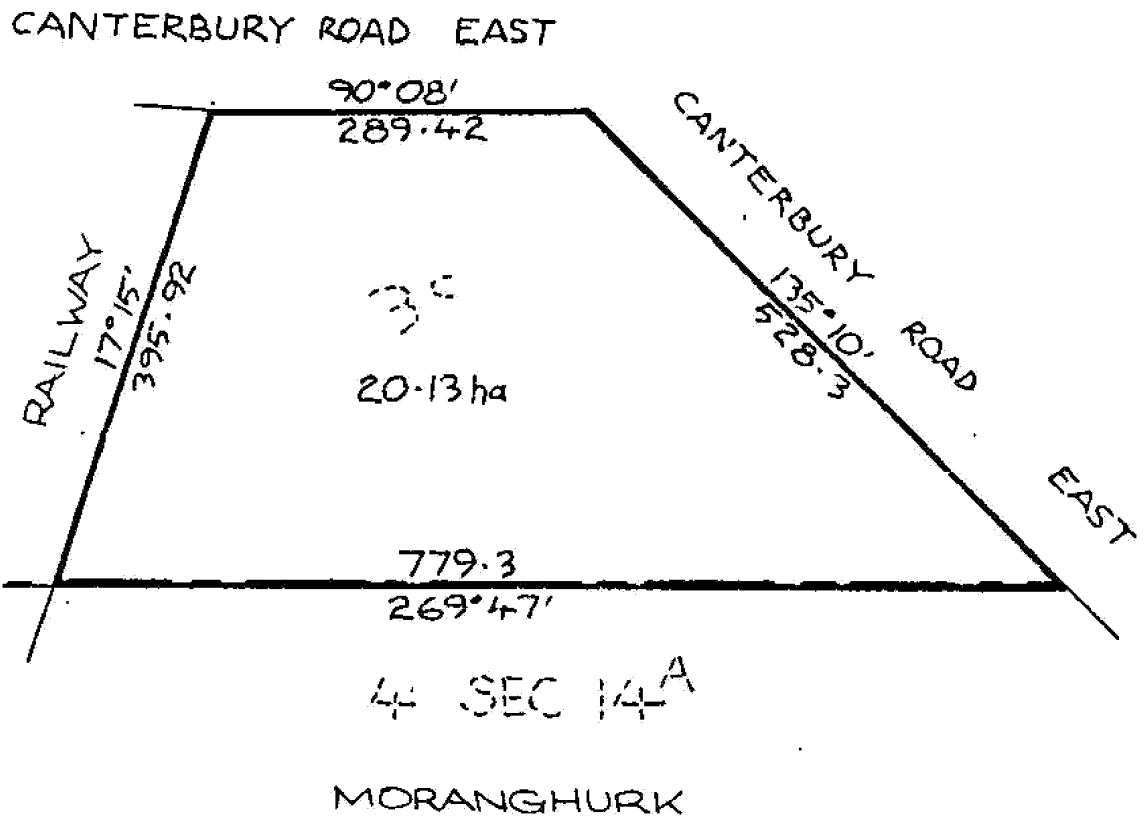 CANTERBURY ROAD EAST
90°08'
289.42
CANTERBURY ROAD EAST
135°10'
528.3
RAILWAY
17°15'
395.92
3ᶜ
20.13 ha
779.3
269°47'
4 SEC 14ᴬ
MORANGHURK